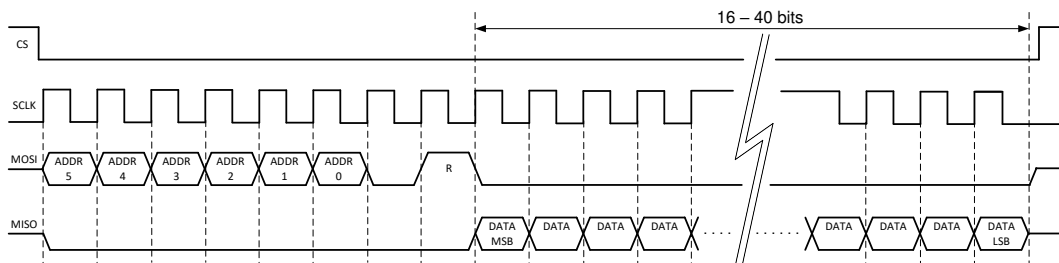 16 – 40 bits
CS
SCLK
MOSI
ADDR ADDR ADDR ADDR ADDR ADDR
5 4 3 2 1 0
R
MISO
DATA DATA DATA DATA DATA DATA DATA DATA
MSB LSB